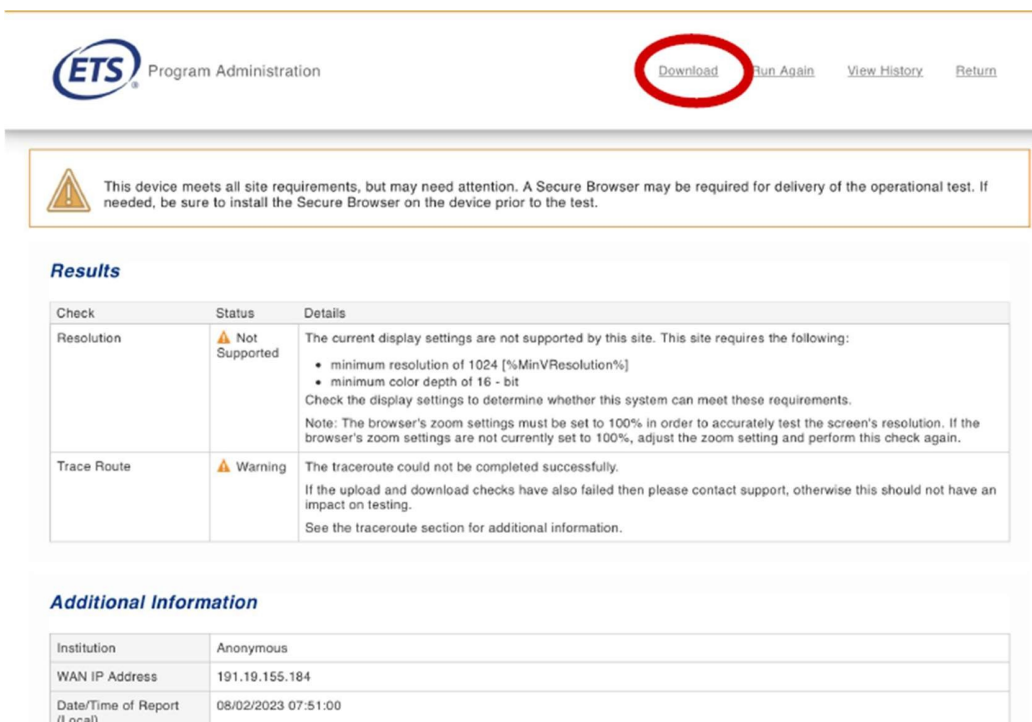 ETS® Program Administration
Download Run Again View History Return
This device meets all site requirements, but may need attention. A Secure Browser may be required for delivery of the operational test. If
needed, be sure to install the Secure Browser on the device prior to the test.
Results
Check Status Details
Resolution Not Supported
The current display settings are not supported by this site. This site requires the following:
• minimum resolution of 1024 [%MinVResolution%]
• minimum color depth of 16 - bit
Check the display settings to determine whether this system can meet these requirements.
Note: The browser's zoom settings must be set to 100% in order to accurately test the screen's resolution. If the
browser's zoom settings are not currently set to 100%, adjust the zoom setting and perform this check again.
Trace Route Warning The traceroute could not be completed successfully.
If the upload and download checks have also failed then please contact support, otherwise this should not have an
impact on testing.
See the traceroute section for additional information.
Additional Information
Institution Anonymous
WAN IP Address 191.19.155.184
Date/Time of Report 08/02/2023 07:51:00
(Local)